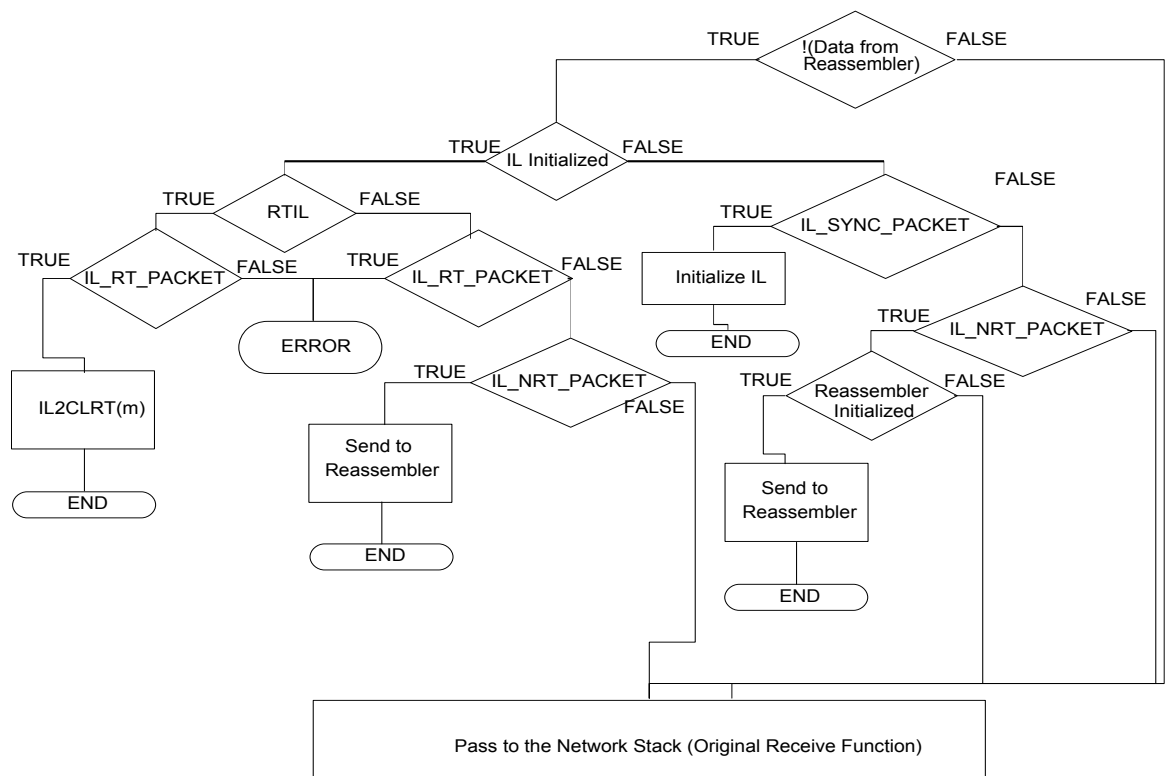 TRUE
!(Data from
Reassembler)
FALSE
TRUE
IL Initialized
FALSE
TRUE
RTIL
FALSE
FALSE
TRUE
IL_SYNC_PACKET
TRUE
IL_RT_PACKET
FALSE
TRUE
IL_RT_PACKET
FALSE
Initialize IL
FALSE
TRUE
IL_NRT_PACKET
ERROR
END
TRUE
IL_NRT_PACKET
FALSE
TRUE
Reassembler
Initialized
FALSE
IL2CLRT(m)
Send to
Reassembler
Send to
Reassembler
END
END
END
Pass to the Network Stack (Original Receive Function)